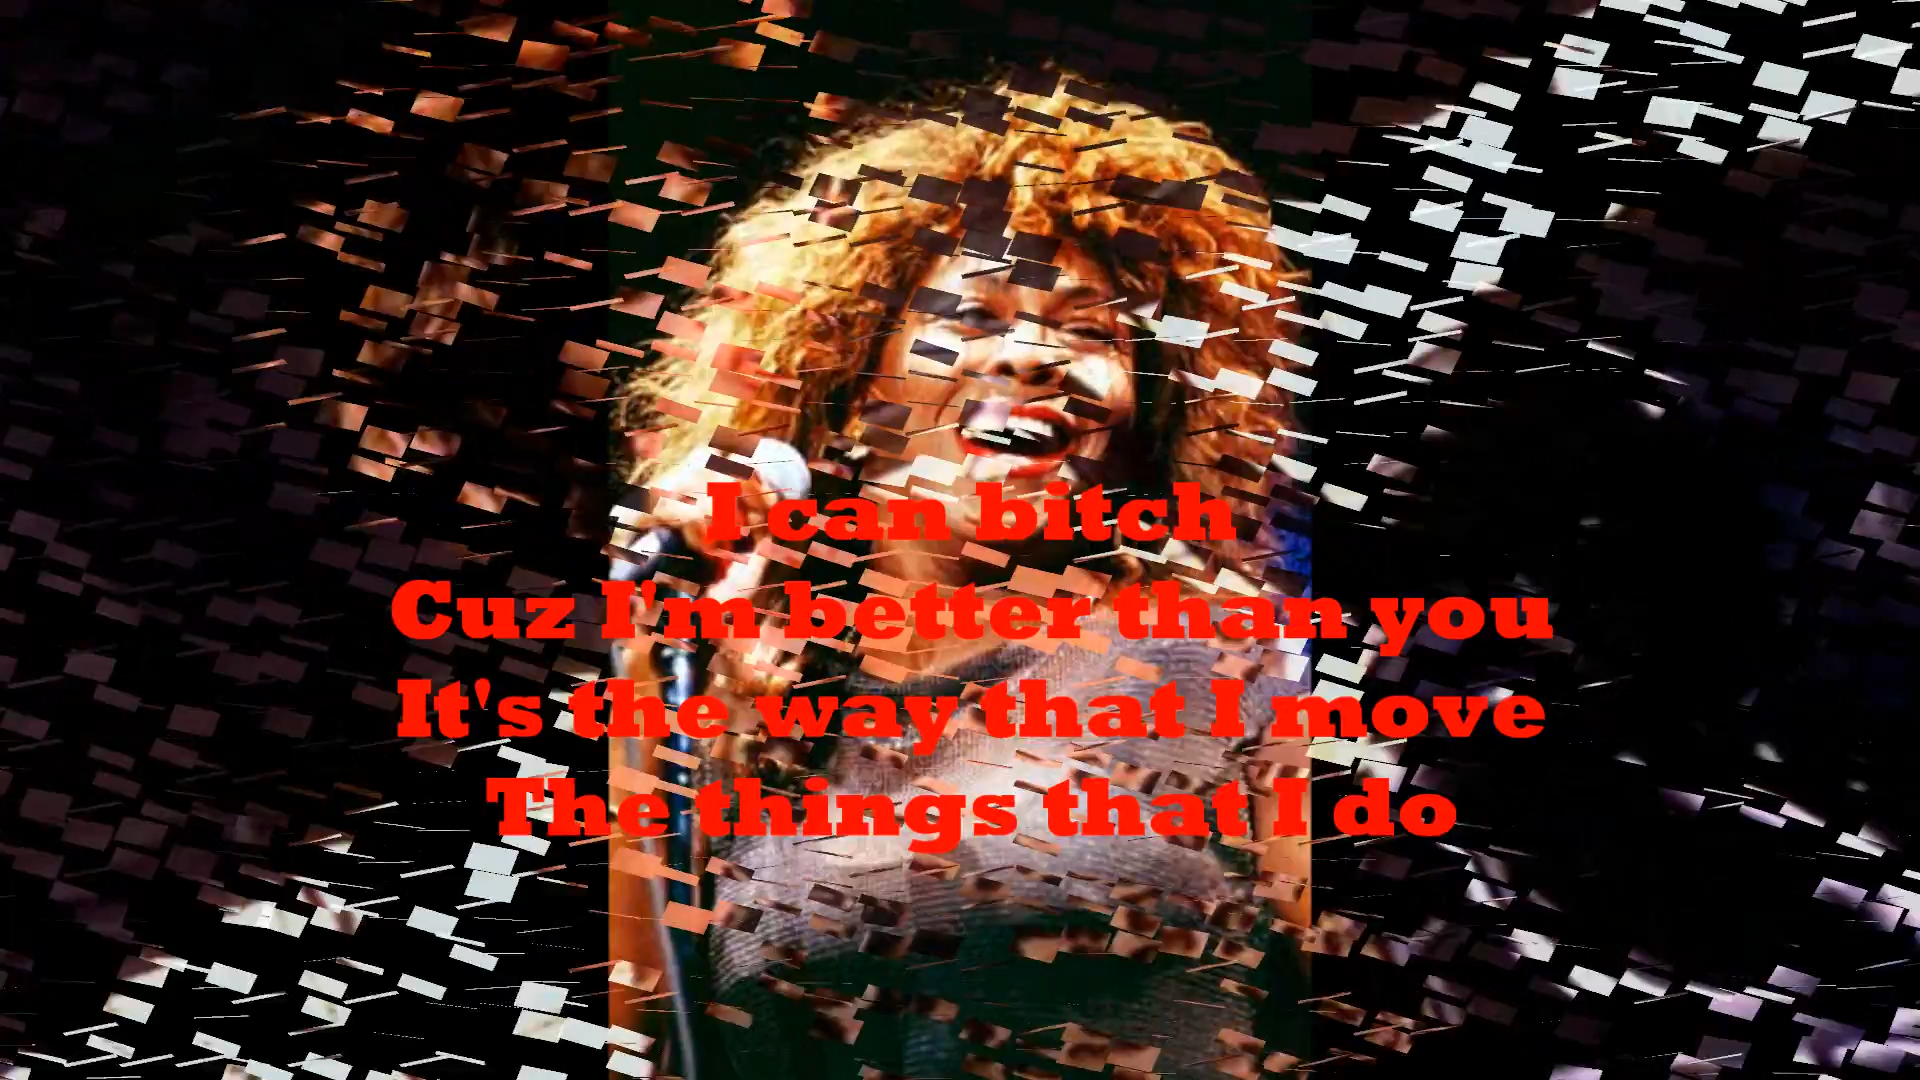 I can bitch
Cuz I'm better than you
It's the way that I move
The things that I do